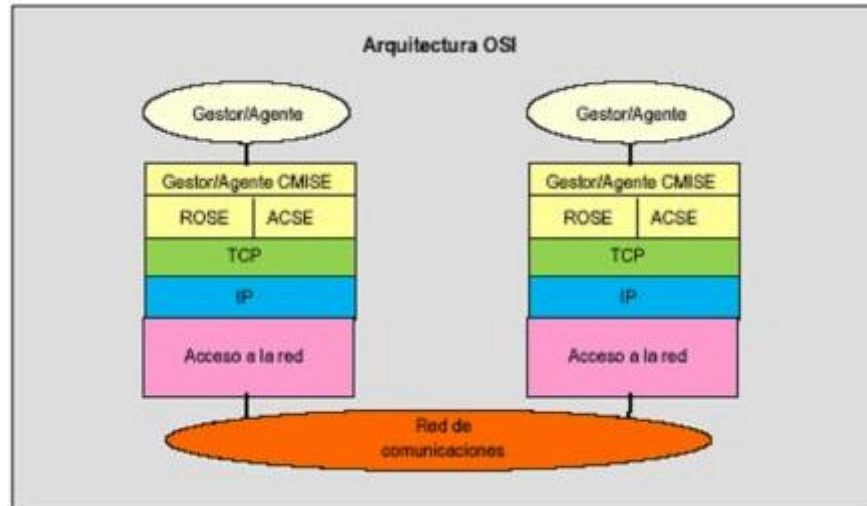 Arquitectura OSI
Gestor/Agente
Gestor/Agente
Gestor/Agente CMISE
Gestor/Agente CMISE
ROSE
ACSE
ROSE
ACSE
TCP
TCP
IP
IP
Acceso a la red
Acceso a la red
Red de
comunicaciones